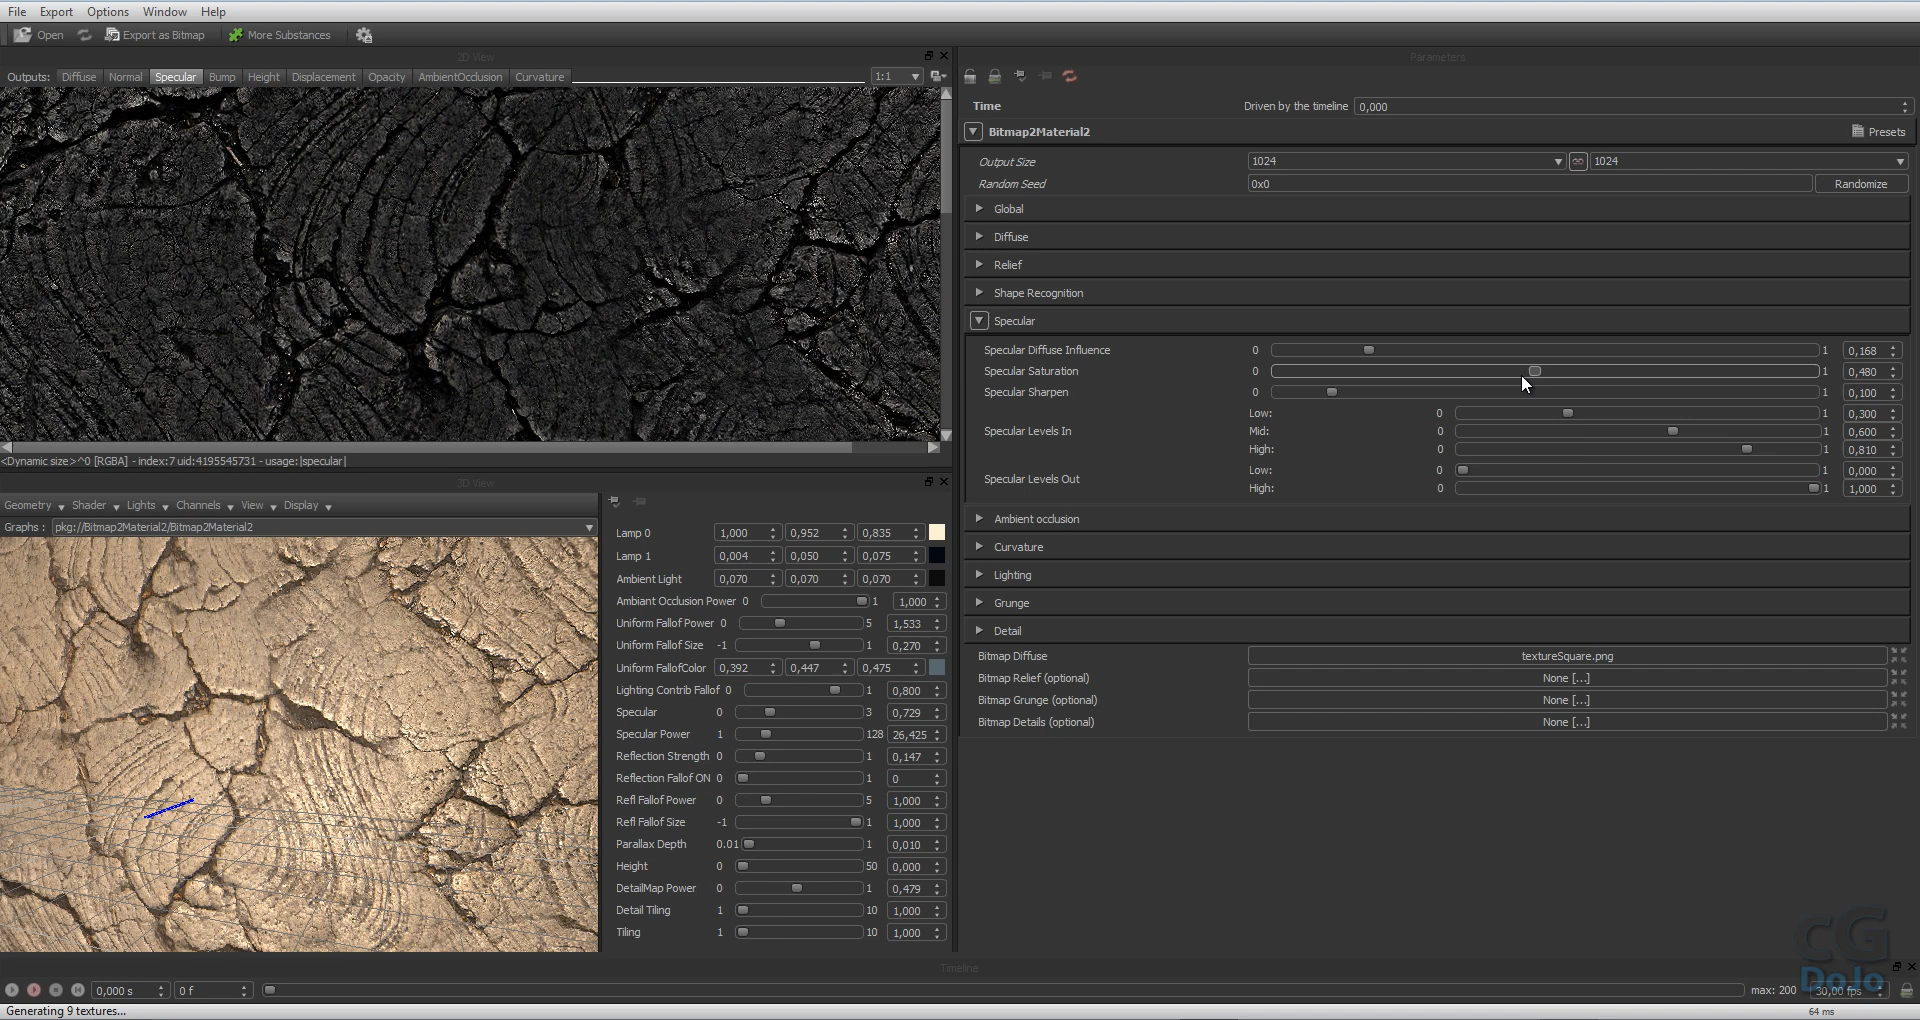 File Export Options Window Help
Open Export as Bitmap More Substances
2D View
Outputs: Diffuse Normal Specular Bump Height Displacement Opacity AmbientOcclusion Curvature 1:1
<Dynamic size>^0 [RGBA] - index:7 uid:4195545731 - usage:|specular|
3D View
Geometry Shader Lights Channels View Display
Graphs : pkg://Bitmap2Material2/Bitmap2Material2
Lamp 0 1,000 0,952 0,835
Lamp 1 0,004 0,050 0,075
Ambient Light 0,070 0,070 0,070
Ambiant Occlusion Power 0 1 1,000
Uniform Fallof Power 0 5 1,533
Uniform Fallof Size -1 1 0,270
Uniform FallofColor 0,392 0,447 0,475
Lighting Contrib Fallof 0 1 0,800
Specular 0 3 0,729
Specular Power 1 128 26,425
Reflection Strength 0 1 0,147
Reflection Fallof ON 0 1 0
Refl Fallof Power 0 5 1,000
Refl Fallof Size -1 1 1,000
Parallax Depth 0.01 1 0,010
Height 0 50 0,000
DetailMap Power 0 1 0,479
Detail Tiling 1 10 1,000
Tiling 1 10 1,000
Parameters
Time Driven by the timeline 0,000
Bitmap2Material2 Presets
Output Size 1024 1024
Random Seed 0x0 Randomize
Global
Diffuse
Relief
Shape Recognition
Specular
Specular Diffuse Influence 0 1 0,168
Specular Saturation 0 1 0,480
Specular Sharpen 0 1 0,100
Specular Levels In
Low: 0 1 0,300
Mid: 0 1 0,600
High: 0 1 0,810
Specular Levels Out
Low: 0 1 0,000
High: 0 1 1,000
Ambient occlusion
Curvature
Lighting
Grunge
Detail
Bitmap Diffuse textureSquare.png
Bitmap Relief (optional) None [...]
Bitmap Grunge (optional) None [...]
Bitmap Details (optional) None [...]
Timeline
0,000 s 0 f max: 200 30,00 fps
CG
DoJo
Generating 9 textures... 64 ms